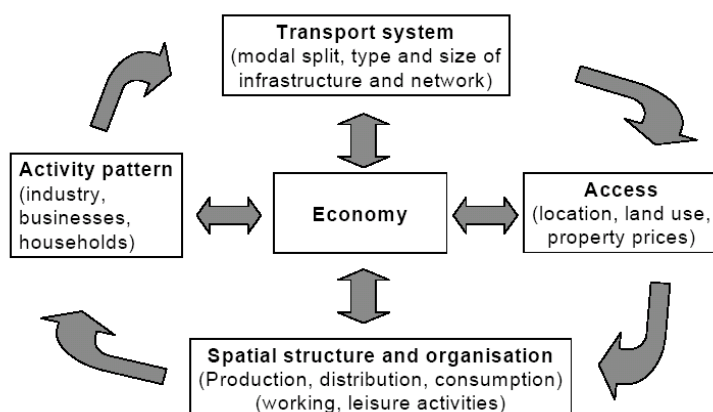 Transport system
(modal split, type and size of
infrastructure and network)
Activity pattern
(industry,
businesses,
households)
Economy
Access
(location, land use,
property prices)
Spatial structure and organisation
(Production, distribution, consumption)
(working, leisure activities)